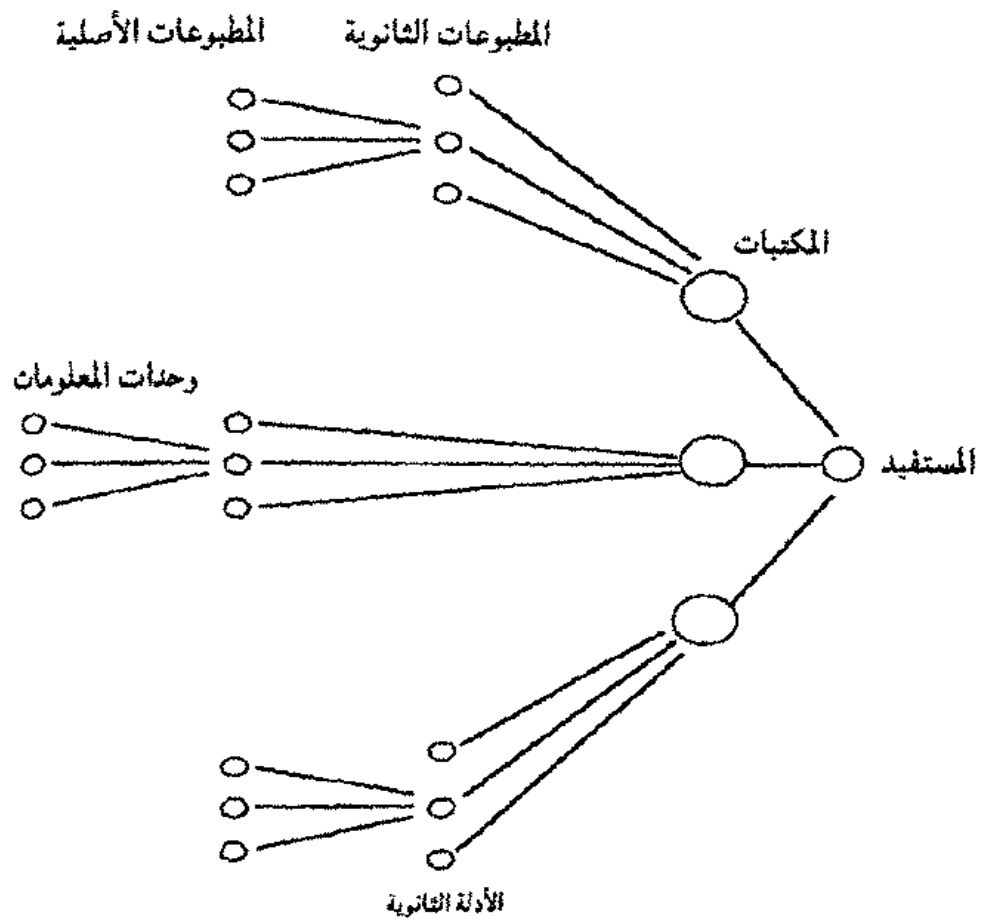 المطبوعات الثانوية
المطبوعات الأصلية
المكتبات
وحدات المعلومات
المستفيد
الأدلة الثانوية